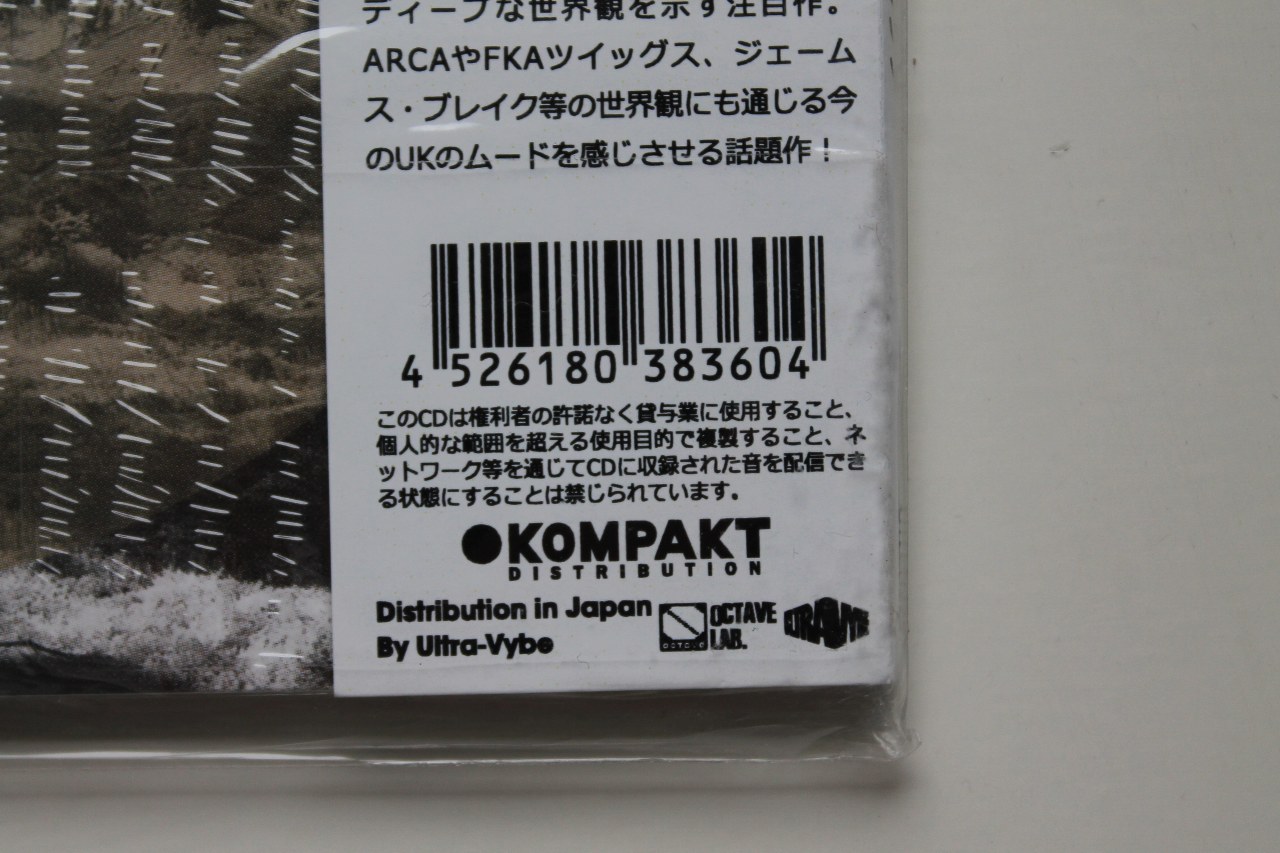 ディープな世界観を示す注目作。
ARCAやFKAツイッグス、ジェーム
ス・ブレイク等の世界観にも通じる今
のUKのムードを感じさせる話題作！
4 526180 383604
このCDは権利者の許諾なく賃与業に使用すること、
個人的な範囲を超える使用目的で複製すること、ネ
ットワーク等を通じてCDに収録された音を配信でき
る状態にすることは禁じられています。
KOMPAKT
DISTRIBUTION
Distribution in Japan
By Ultra-Vybe
OCTAVE
LAB.